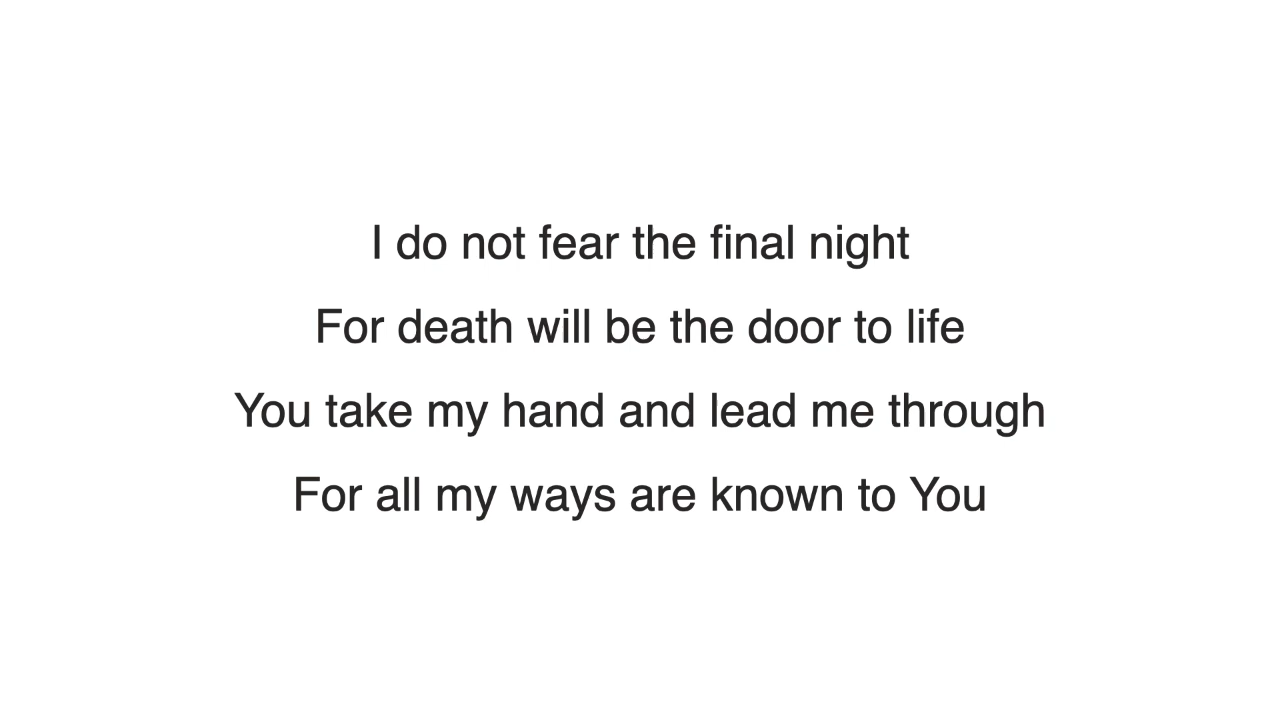 I do not fear the final night
For death will be the door to life
You take my hand and lead me through
For all my ways are known to You